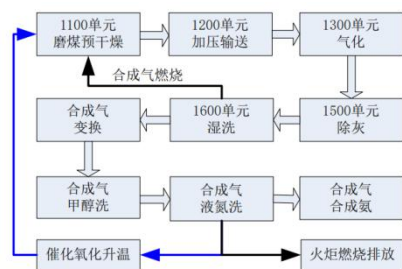 1100单元
磨煤预干燥
1200单元
加压输送
1300单元
气化
合成气燃烧
合成气
变换
1600单元
湿洗
1500单元
除灰
合成气
甲醇洗
合成气
液氮洗
合成气
合成氨
催化氧化升温
火炬燃烧排放